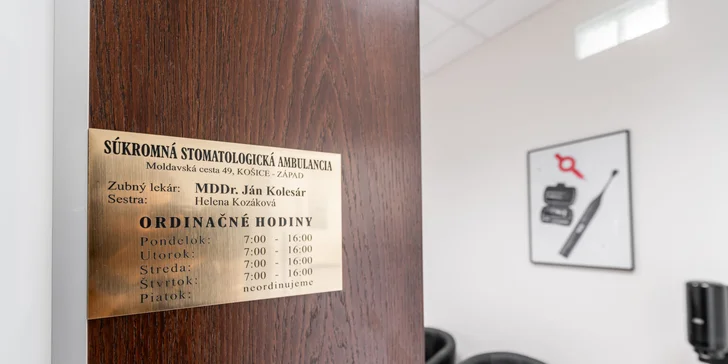 SÚKROMNÁ STOMATOLOGICKÁ AMBULANCIA
Moldavská cesta 49, KOŠICE - ZÁPAD
Zubný lekár: MDDr. Ján Kolesár
Sestra: Helena Kozáková
ORDINAČNÉ HODINY
Pondelok: 7:00 - 16:00
Utorok: 7:00 - 16:00
Streda: 7:00 - 16:00
Štvrtok: 7:00 - 16:00
Piatok: neordinujeme